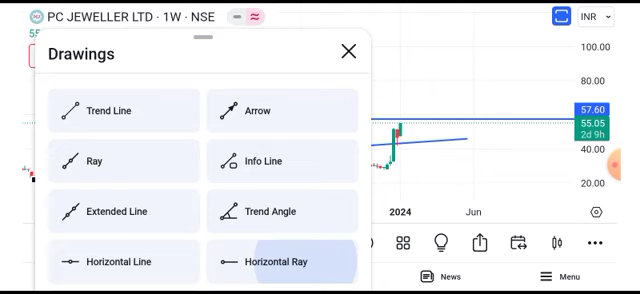 PC JEWELLER LTD · 1W · NSE
INR
55
Drawings
Trend Line
Arrow
Ray
Info Line
Extended Line
Trend Angle
Horizontal Line
Horizontal Ray
100.00
80.00
57.60
55.05
2d 9h
40.00
20.00
2024
Jun
News
Menu